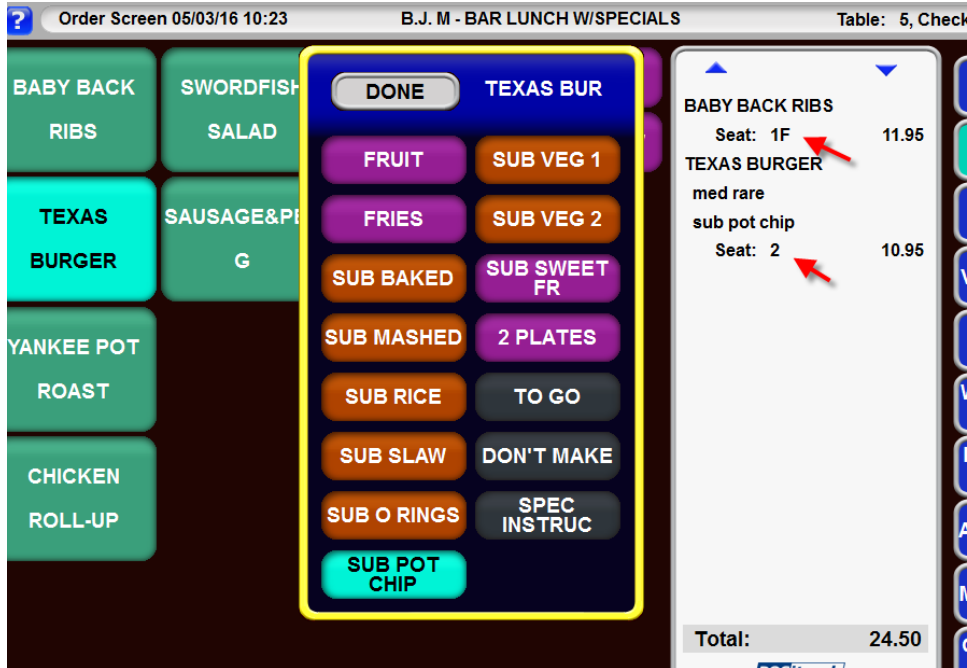 ? Order Screen 05/03/16 10:23 B.J. M - BAR LUNCH W/SPECIALS Table: 5, Check
BABY BACK
RIBS
SWORDFISH
SALAD
TEXAS
BURGER
SAUSAGE&PE
G
YANKEE POT
ROAST
CHICKEN
ROLL-UP
DONE TEXAS BUR
FRUIT SUB VEG 1
FRIES SUB VEG 2
SUB BAKED
SUB SWEET
FR
SUB MASHED 2 PLATES
SUB RICE TO GO
SUB SLAW DON'T MAKE
SUB O RINGS
SPEC
INSTRUC
SUB POT
CHIP
BABY BACK RIBS
Seat: 1F 11.95
TEXAS BURGER
med rare
sub pot chip
Seat: 2 10.95
Total: 24.50